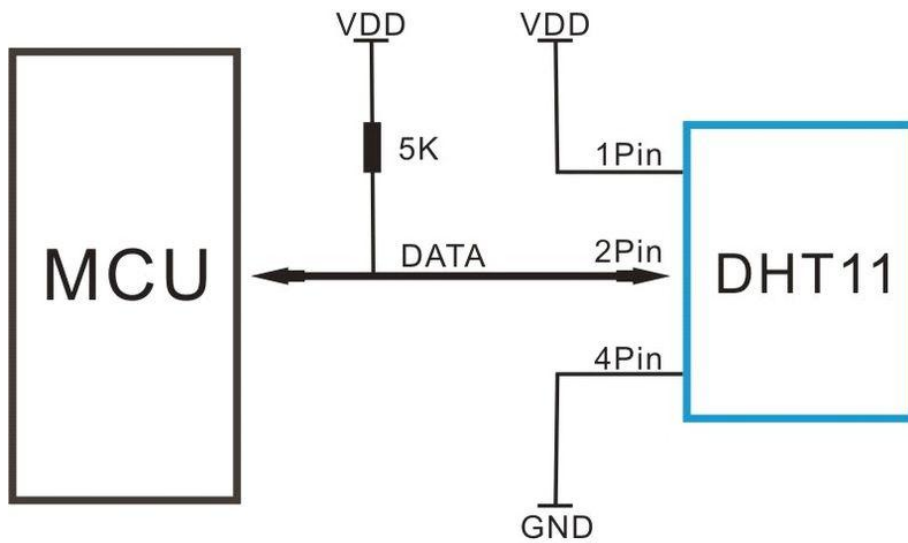 VDD
VDD
5K
1Pin
MCU
DATA
2Pin
DHT11
4Pin
GND